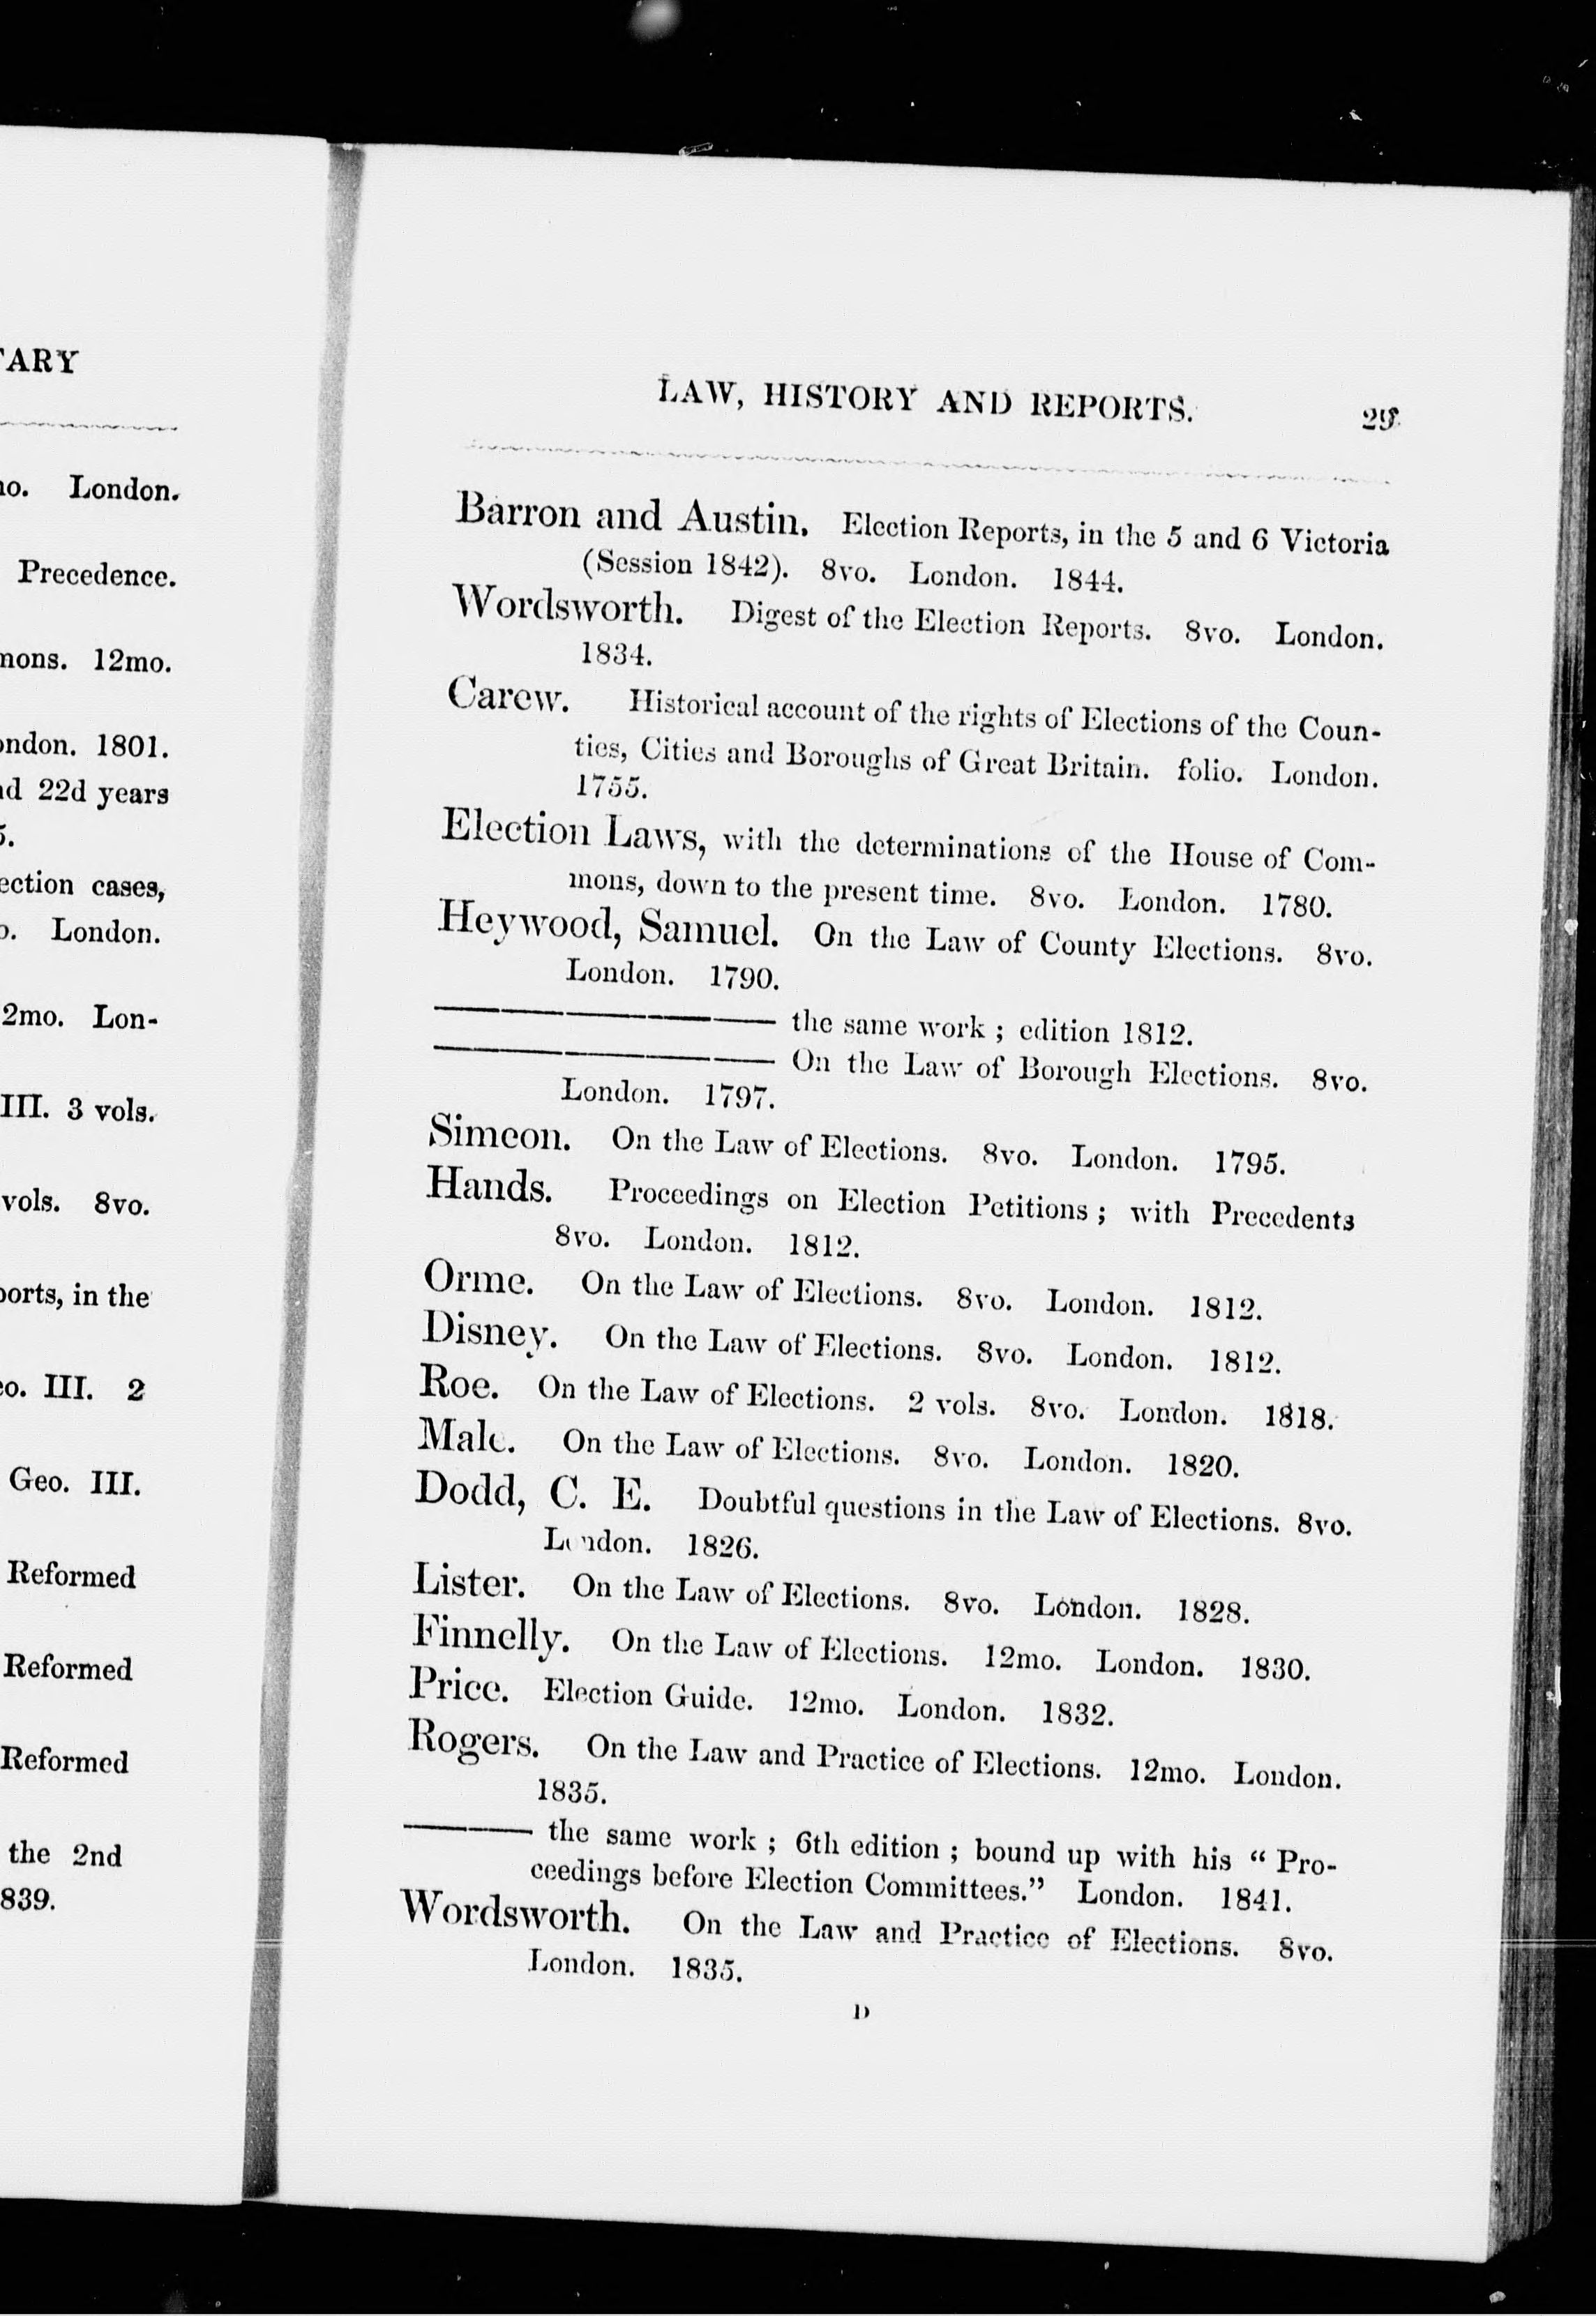 TARY
London.
Precedence.
12mo.
1801.
22d years
cases,
London.
2mo. Lon-
III. 3 vols.
vols. 8vo.
in the
III. 2
Geo. III.
Reformed
Reformed
Reformed
the 2nd
839.
LAW, HISTORY AND REPORTS. 29
Barron and Austin. Election Reports, in the 5 and 6 Victoria
(Session 1842). 8vo. London. 1844.
Wordsworth. Digest of the Election Reports. 8vo. London.
1834.
Carew. Historical account of the rights of Elections of the Coun-
ties, Cities and Boroughs of Great Britain. folio. London.
1755.
Election Laws, with the determinations of the House of Com-
mons, down to the present time. 8vo. London. 1780.
Heywood, Samuel. On the Law of County Elections. 8vo.
London. 1790.
——— the same work ; edition 1812.
——— On the Law of Borough Elections. 8vo.
London. 1797.
Simeon. On the Law of Elections. 8vo. London. 1795.
Hands. Proceedings on Election Petitions ; with Precedents
8vo. London. 1812.
Orme. On the Law of Elections. 8vo. London. 1812.
Disney. On the Law of Elections. 8vo. London. 1812.
Roe. On the Law of Elections. 2 vols. 8vo. London. 1818.
Male. On the Law of Elections. 8vo. London. 1820.
Dodd, C. E. Doubtful questions in the Law of Elections. 8vo.
London. 1826.
Lister. On the Law of Elections. 8vo. London. 1828.
Finnelly. On the Law of Elections. 12mo. London. 1830.
Price. Election Guide. 12mo. London. 1832.
Rogers. On the Law and Practice of Elections. 12mo. London.
1835.
——— the same work ; 6th edition ; bound up with his “ Pro-
ceedings before Election Committees.” London. 1841.
Wordsworth. On the Law and Practice of Elections. 8vo.
London. 1835.
D